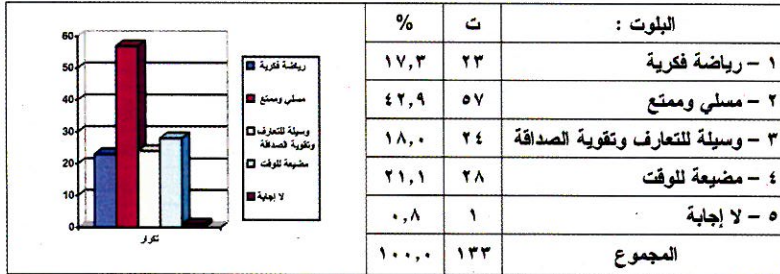 البلوت : ت %
١ - رياضة فكرية ٢٣ ١٧,٣
٢ - مسلي وممتع ٥٧ ٤٢,٩
٣ - وسيلة للتعارف وتقوية الصداقة ٢٤ ١٨,٠
٤ - مضيعة للوقت ٢٨ ٢١,١
٥ - لا إجابة ١ ٠,٨
المجموع ١٣٣ ١٠٠,٠
60
50
40
30
20
10
0
تكرار
رياضة فكرية
مسلي وممتع
وسيلة للتعارف
وتقوية الصداقة
مضيعة للوقت
لا إجابة